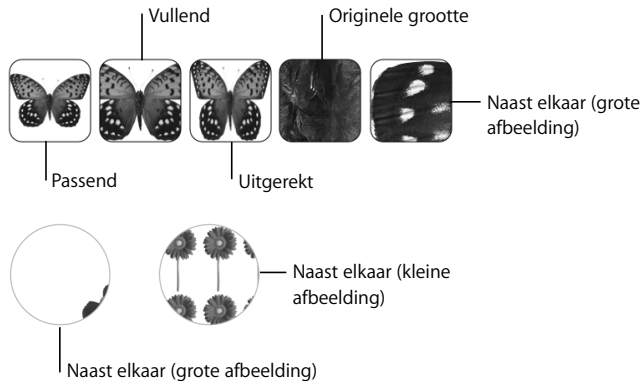 Vullend
Originele grootte
Naast elkaar (grote
afbeelding)
Passend
Uitgerekt
Naast elkaar (kleine
afbeelding)
Naast elkaar (grote afbeelding)